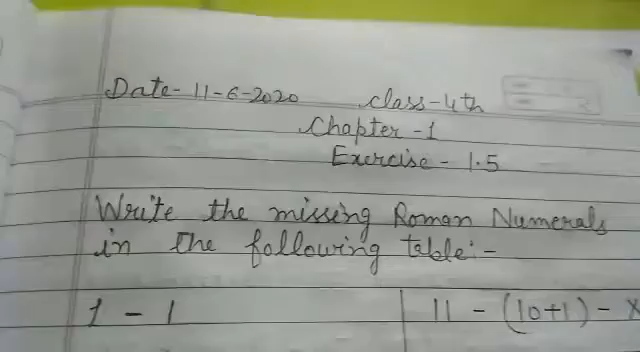 Date- 11-6-2020 Class-4th
Chapter -1
Exercise - 1.5
Write the missing Roman Numerals
in the following table:-
1 - 1 | 11 - (10+1) - X